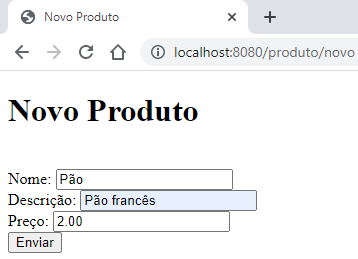 Novo Produto
localhost:8080/produto/novo
Novo Produto
Nome: Pão
Descrição: Pão francês
Preço: 2.00
Enviar